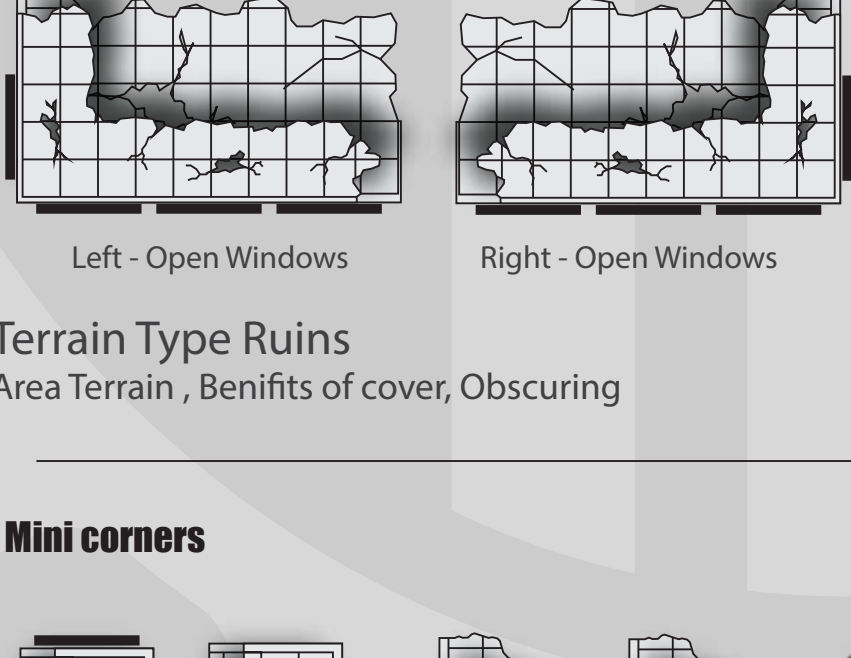 Left - Open Windows
Right - Open Windows
Terrain Type Ruins
Area Terrain , Benifits of cover, Obscuring
Mini corners